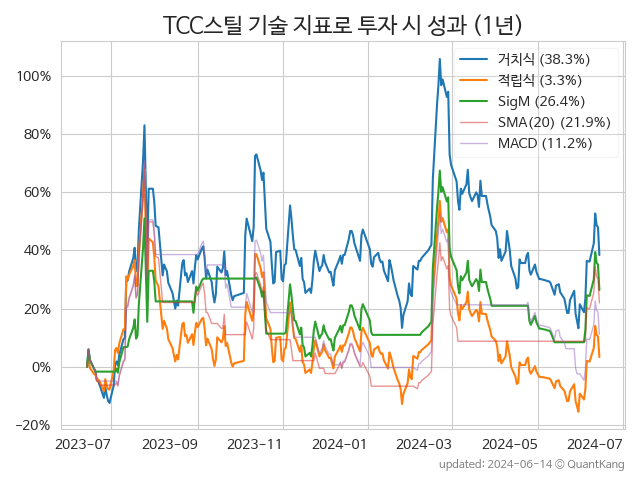 TCC스틸 기술 지표로 투자 시 성과 (1년)
거치식 (38.3%)
적립식 (3.3%)
SigM (26.4%)
SMA(20) (21.9%)
MACD (11.2%)
100%
80%
60%
40%
20%
0%
−20%
2023-07 2023-09 2023-11 2024-01 2024-03 2024-05 2024-07
updated: 2024-06-14 © QuantKang